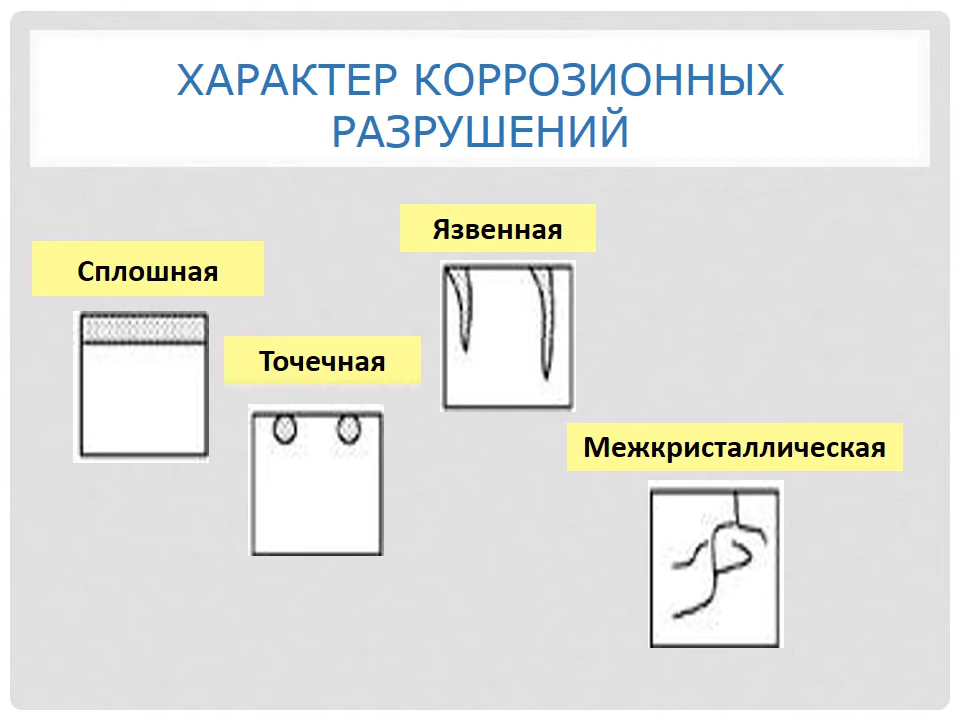 ХАРАКТЕР КОРРОЗИОННЫХ
РАЗРУШЕНИЙ
Язвенная
Сплошная
Точечная
Межкристаллическая